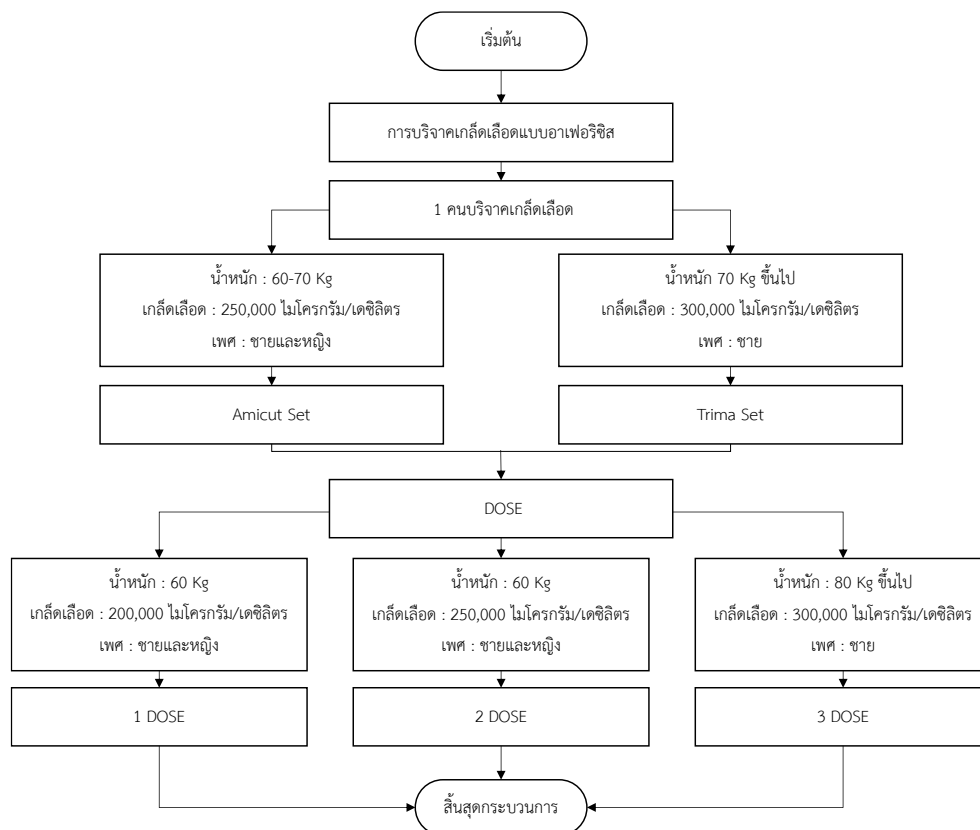 เริ่มต้น
การบริจาคเกล็ดเลือดแบบอาเฟอริซิส
1 คนบริจาคเกล็ดเลือด
น้ำหนัก : 60-70 Kg
เกล็ดเลือด : 250,000 ไมโครกรัม/เดซิลิตร
เพศ : ชายและหญิง
น้ำหนัก 70 Kg ขึ้นไป
เกล็ดเลือด : 300,000 ไมโครกรัม/เดซิลิตร
เพศ : ชาย
Amicut Set
Trima Set
DOSE
น้ำหนัก : 60 Kg
เกล็ดเลือด : 200,000 ไมโครกรัม/เดซิลิตร
เพศ : ชายและหญิง
น้ำหนัก : 60 Kg
เกล็ดเลือด : 250,000 ไมโครกรัม/เดซิลิตร
เพศ : ชายและหญิง
น้ำหนัก : 80 Kg ขึ้นไป
เกล็ดเลือด : 300,000 ไมโครกรัม/เดซิลิตร
เพศ : ชาย
1 DOSE
2 DOSE
3 DOSE
สิ้นสุดกระบวนการ